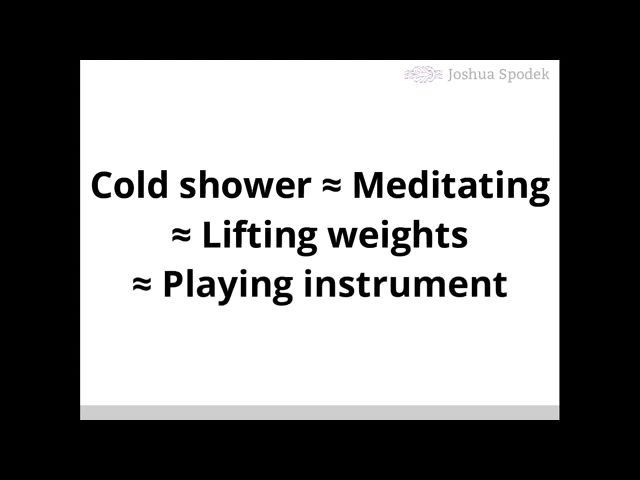 Joshua Spodek
Cold shower ≈ Meditating
≈ Lifting weights
≈ Playing instrument